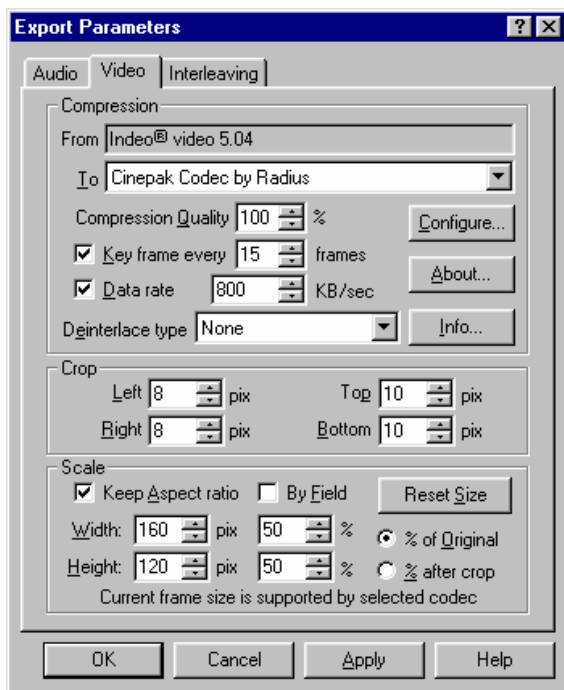 Export Parameters
Audio Video Interleaving
Compression
From Indeo® video 5.04
To Cinepak Codec by Radius
Compression Quality 100 % Configure...
Key frame every 15 frames
About...
Data rate 800 KB/sec
Deinterlace type None Info...
Crop
Left 8 pix Top 10 pix
Right 8 pix Bottom 10 pix
Scale
Keep Aspect ratio By Field Reset Size
Width: 160 pix 50 % % of Original
Height: 120 pix 50 % % after crop
Current frame size is supported by selected codec
OK Cancel Apply Help